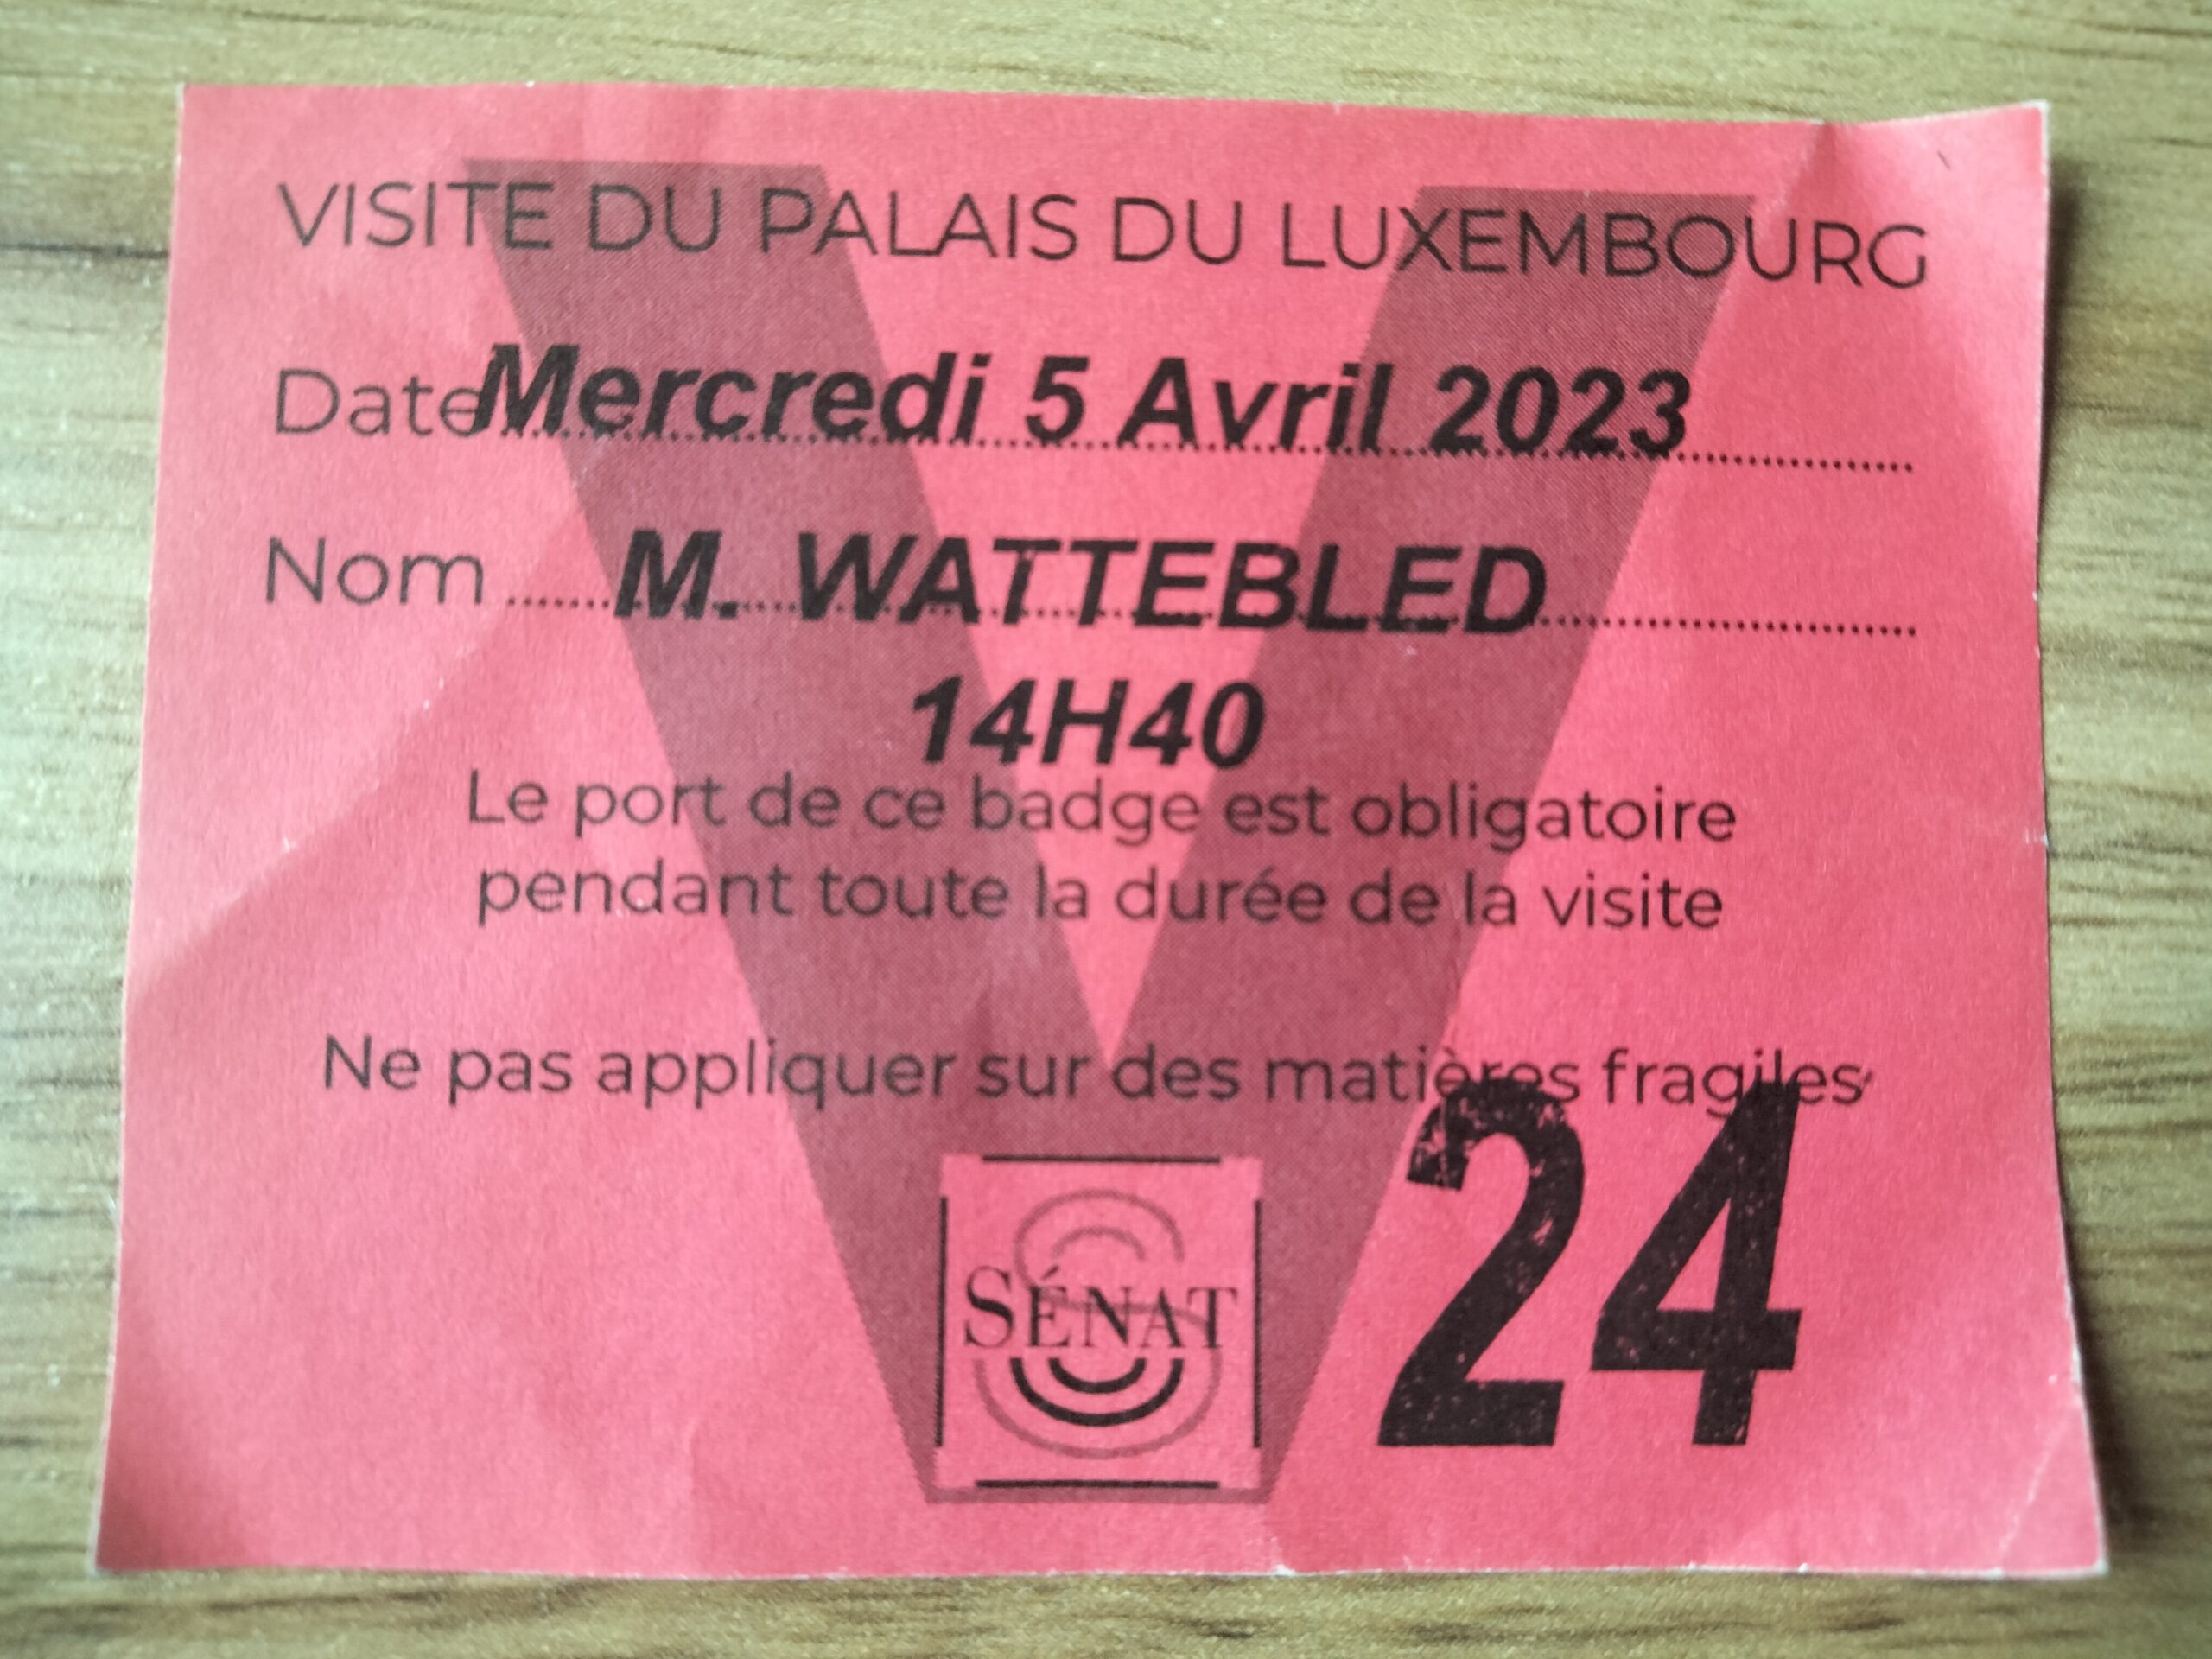 VISITE DU PALAIS DU LUXEMBOURG
Date Mercredi 5 Avril 2023
Nom M. WATTEBLED
14H40
Le port de ce badge est obligatoire
pendant toute la durée de la visite
Ne pas appliquer sur des matières fragiles
24
SÉNAT
V